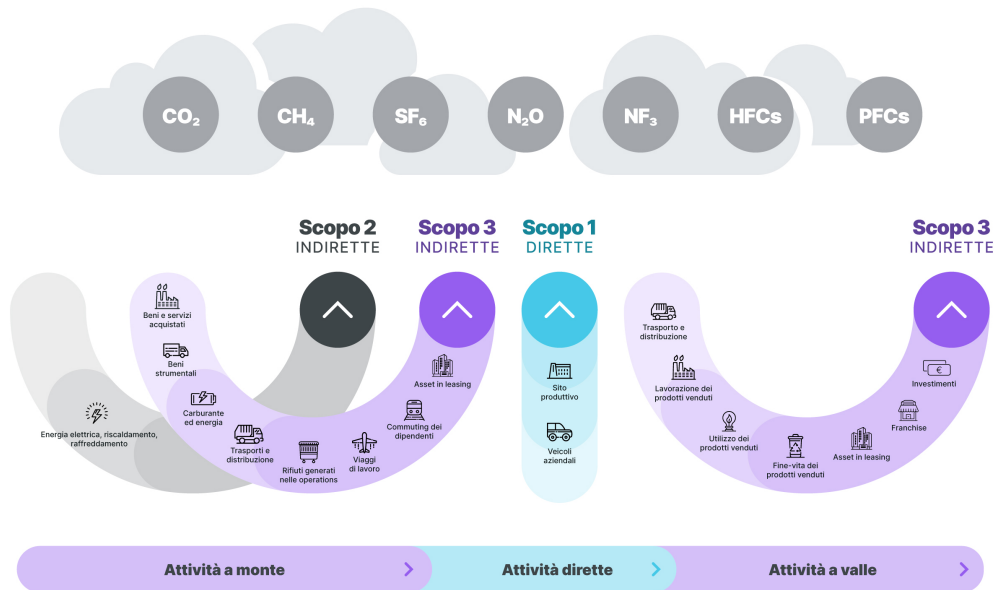 CO₂
CH₄
SF₆
N₂O
NF₃
HFCs
PFCs
Scopo 2
INDIRETTE
Scopo 3
INDIRETTE
Scopo 1
DIRETTE
Scopo 3
INDIRETTE
Energia elettrica, riscaldamento,
raffreddamento
Beni e servizi
acquistati
Beni
strumentali
Carburante
ed energia
Trasporti e
distribuzione
Rifiuti generati
nelle operations
Viaggi
di lavoro
Commuting dei
dipendenti
Asset in leasing
Sito
produttivo
Veicoli
aziendali
Trasporto e
distribuzione
Lavorazione dei
prodotti venduti
Utilizzo dei
prodotti venduti
Fine-vita dei
prodotti venduti
Asset in leasing
Franchise
€
Investimenti
Attività a monte
Attività dirette
Attività a valle